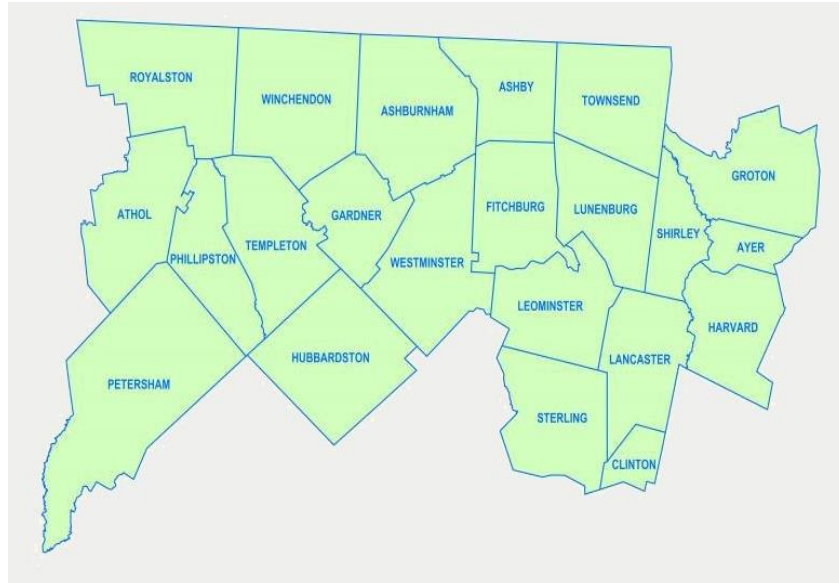 ROYALSTON
WINCHENDON
ASHBURNHAM
ASHBY
TOWNSEND
GROTON
ATHOL
PHILLIPSTON
TEMPLETON
GARDNER
WESTMINSTER
FITCHBURG
LUNENBURG
SHIRLEY
AYER
PETERSHAM
HUBBARDSTON
LEOMINSTER
LANCASTER
HARVARD
STERLING
CLINTON